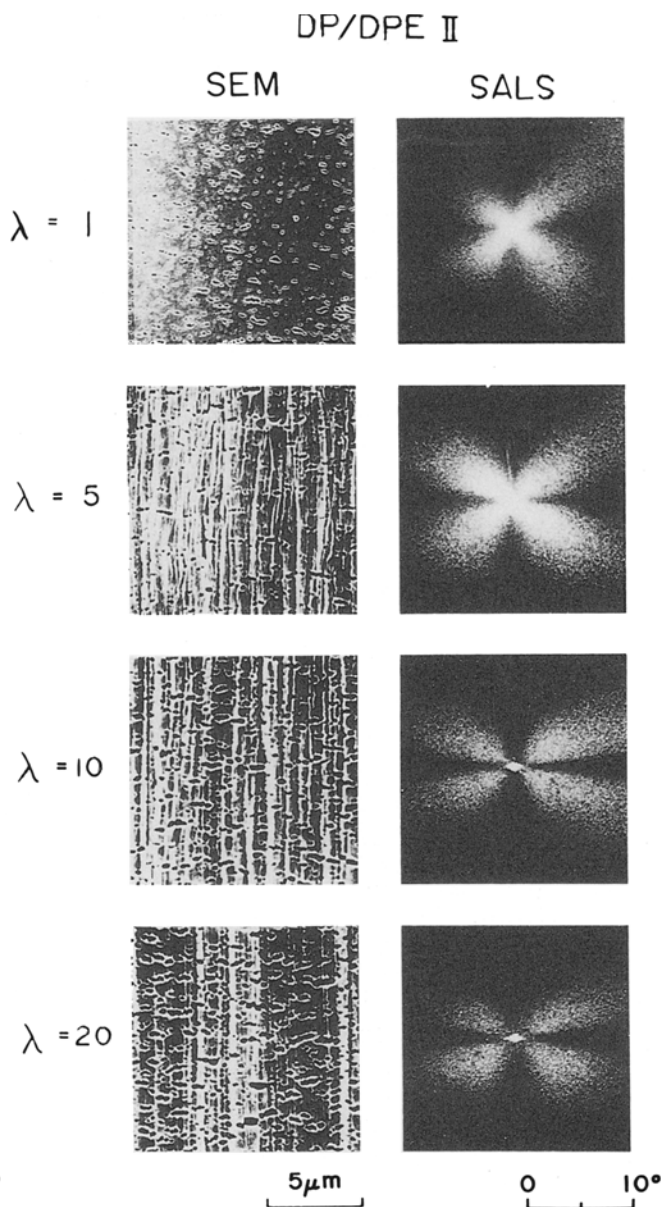 DP/DPE II
SEM SALS
λ = 1
λ = 5
λ = 10
λ = 20
5μm 0 10°